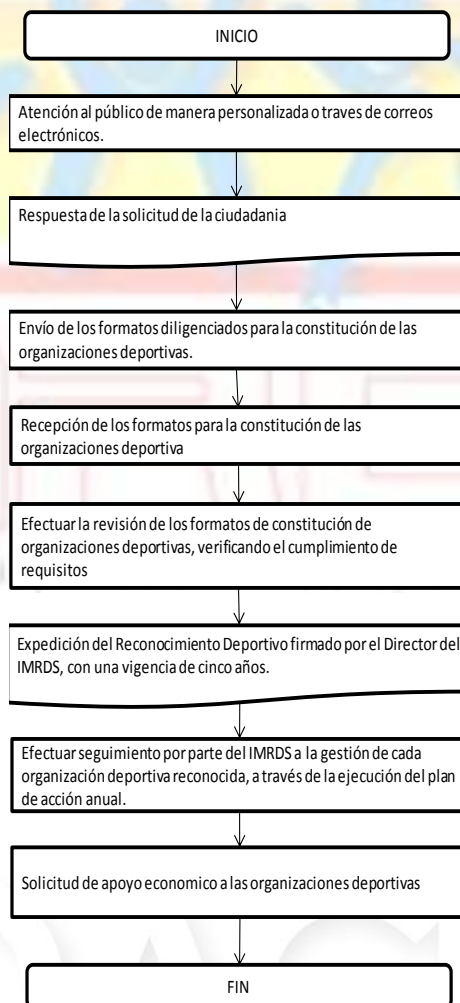 INICIO
Atención al público de manera personalizada o traves de correos
electrónicos.
Respuesta de la solicitud de la ciudadania
Envío de los formatos diligenciados para la constitución de las
organizaciones deportivas.
Recepción de los formatos para la constitución de las
organizaciones deportiva
Efectuar la revisión de los formatos de constitución de
organizaciones deportivas, verificando el cumplimiento de
requisitos
Expedición del Reconocimiento Deportivo firmado por el Director del
IMRDS, con una vigencia de cinco años.
Efectuar seguimiento por parte del IMRDS a la gestión de cada
organización deportiva reconocida, a través de la ejecución del plan
de acción anual.
Solicitud de apoyo economico a las organizaciones deportivas
FIN